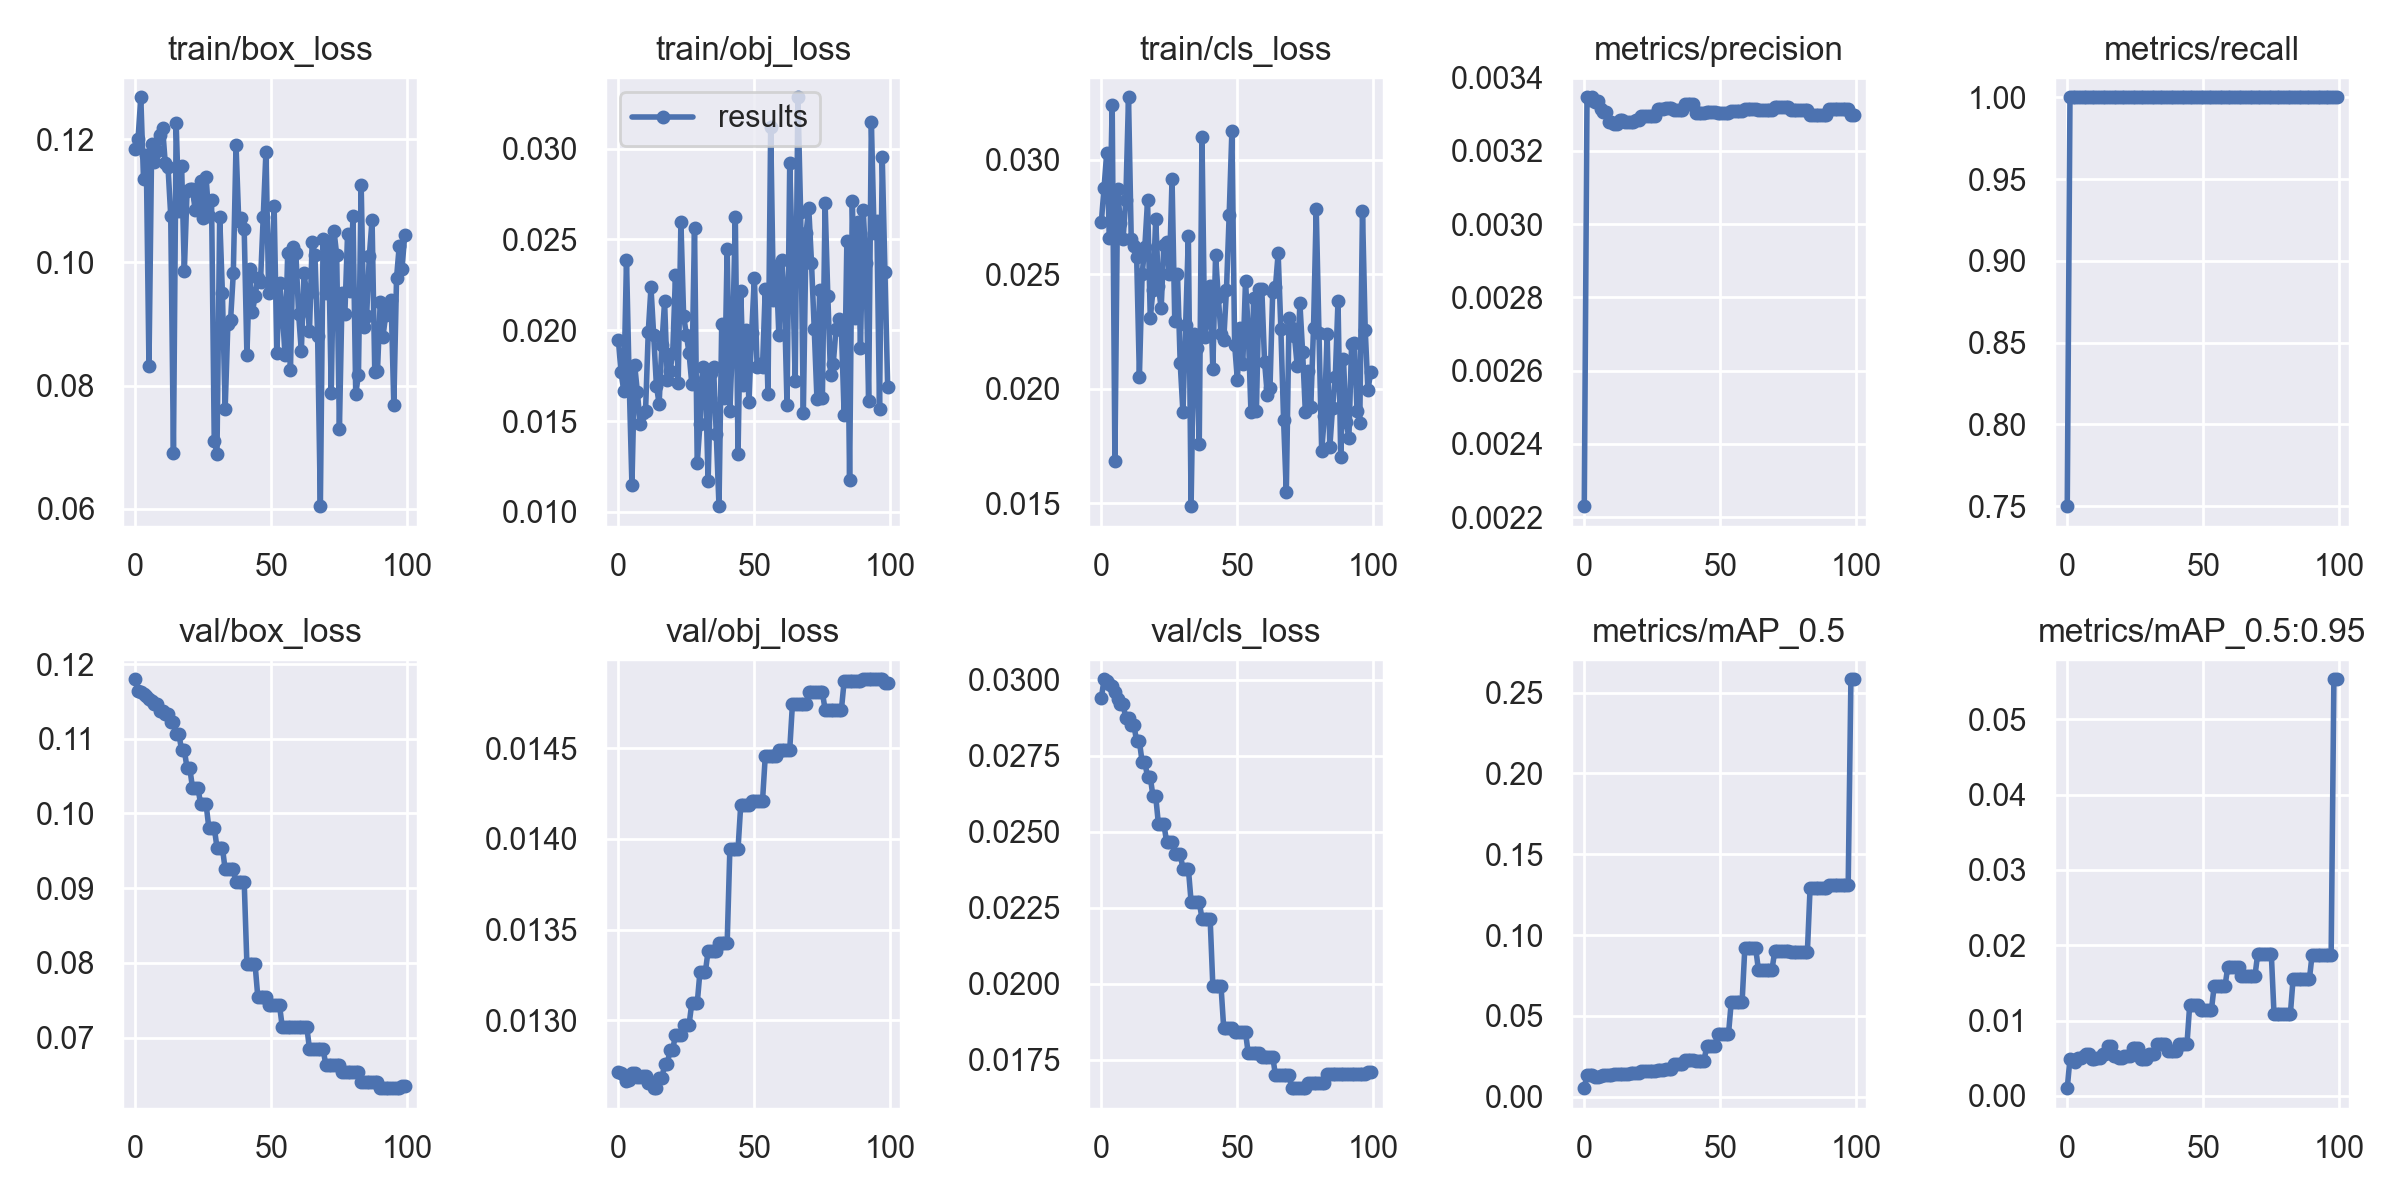 train/box_loss
train/obj_loss
train/cls_loss
metrics/precision
metrics/recall
0.12
0.10
0.08
0.06
0 50 100
results
0.030
0.025
0.020
0.015
0.010
0 50 100
0.030
0.025
0.020
0.015
0 50 100
0.0034
0.0032
0.0030
0.0028
0.0026
0.0024
0.0022
0 50 100
1.00
0.95
0.90
0.85
0.80
0.75
0 50 100
val/box_loss
val/obj_loss
val/cls_loss
metrics/mAP_0.5
metrics/mAP_0.5:0.95
0.12
0.11
0.10
0.09
0.08
0.07
0 50 100
0.0145
0.0140
0.0135
0.0130
0 50 100
0.0300
0.0275
0.0250
0.0225
0.0200
0.0175
0 50 100
0.25
0.20
0.15
0.10
0.05
0.00
0 50 100
0.05
0.04
0.03
0.02
0.01
0.00
0 50 100